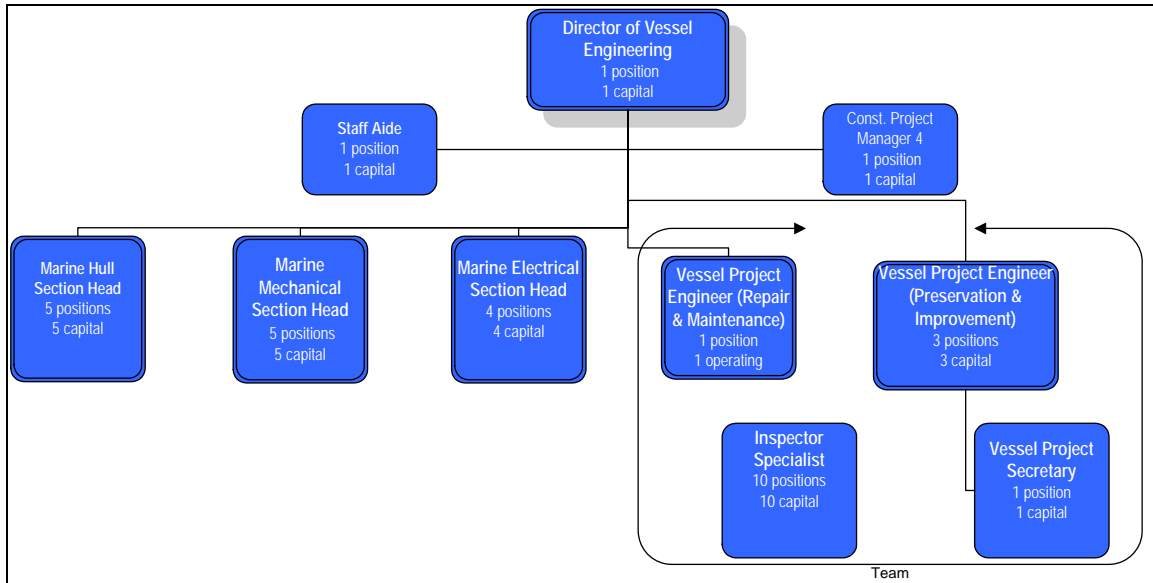 Director of Vessel
Engineering
1 position
1 capital
Staff Aide
1 position
1 capital
Const. Project
Manager 4
1 position
1 capital
Marine Hull
Section Head
5 positions
5 capital
Marine
Mechanical
Section Head
5 positions
5 capital
Marine Electrical
Section Head
4 positions
4 capital
Vessel Project
Engineer (Repair
& Maintenance)
1 position
1 operating
Vessel Project Engineer
(Preservation &
Improvement)
3 positions
3 capital
Inspector
Specialist
10 positions
10 capital
Vessel Project
Secretary
1 position
1 capital
Team